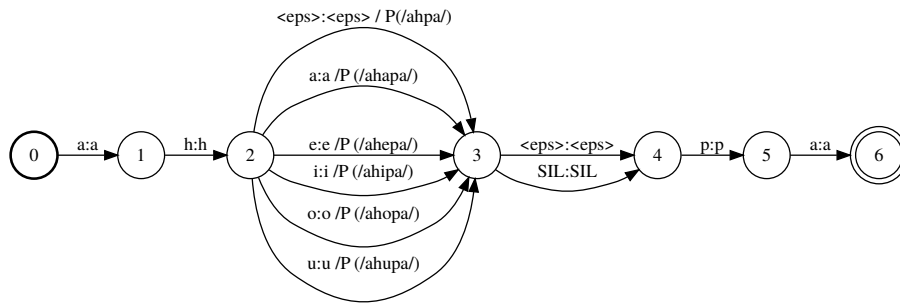 <eps>:<eps> / P(/ahpa/)
a:a /P (/ahapa/)
0 a:a 1 h:h 2 e:e /P (/ahepa/) 3 <eps>:<eps> 4 p:p 5 a:a 6
i:i /P (/ahipa/) SIL:SIL
o:o /P (/ahopa/)
u:u /P (/ahupa/)